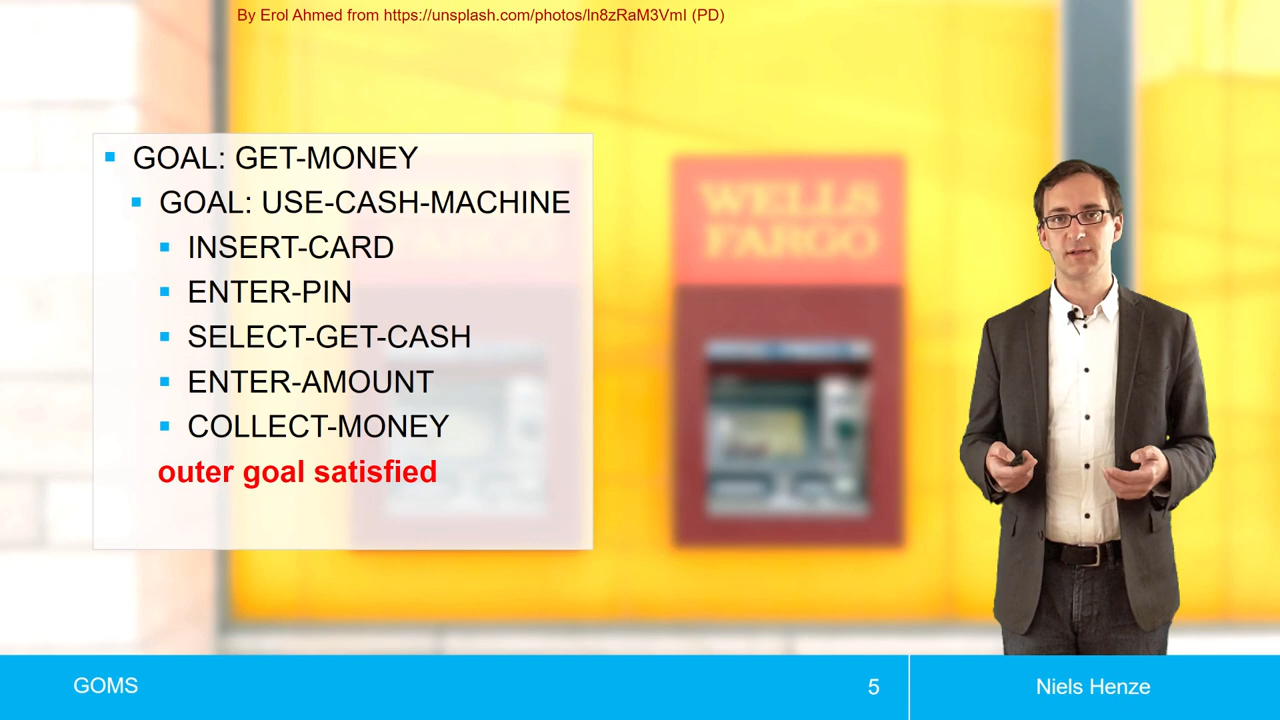 By Erol Ahmed from https://unsplash.com/photos/ln8zRaM3VmI (PD)
GOAL: GET-MONEY
GOAL: USE-CASH-MACHINE
INSERT-CARD
ENTER-PIN
SELECT-GET-CASH
ENTER-AMOUNT
COLLECT-MONEY
outer goal satisfied
WELLS
FARGO
GOMS
5
Niels Henze